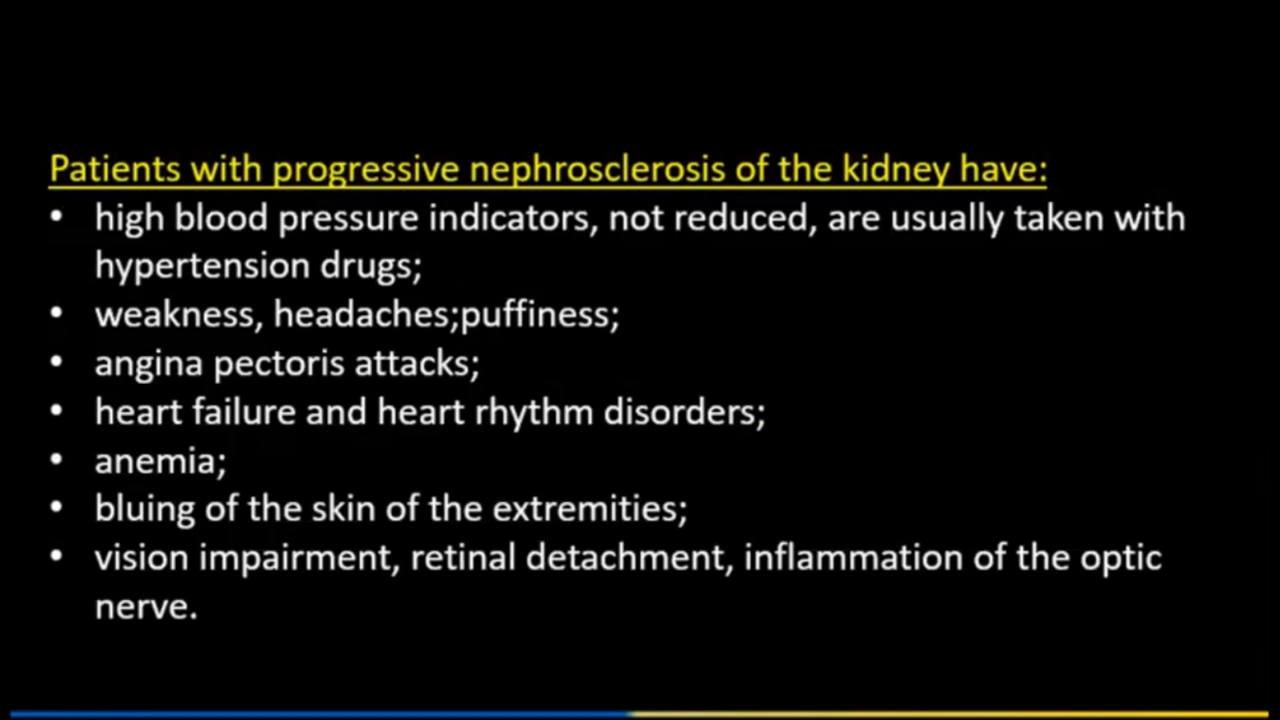 Patients with progressive nephrosclerosis of the kidney have:
• high blood pressure indicators, not reduced, are usually taken with
hypertension drugs;
• weakness, headaches;puffiness;
• angina pectoris attacks;
• heart failure and heart rhythm disorders;
• anemia;
• bluing of the skin of the extremities;
• vision impairment, retinal detachment, inflammation of the optic
nerve.